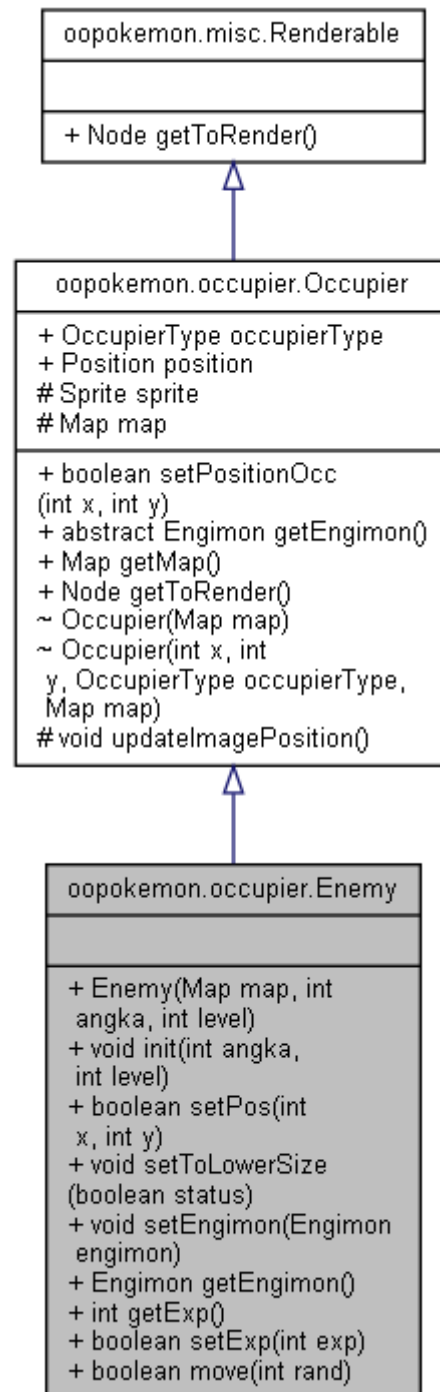 oopokemon.misc.Renderable
+ Node getToRender()
oopokemon.occupier.Occupier
+ OccupierType occupierType
+ Position position
# Sprite sprite
# Map map
+ boolean setPositionOcc
(int x, int y)
+ abstract Engimon getEngimon()
+ Map getMap()
+ Node getToRender()
~ Occupier(Map map)
~ Occupier(int x, int
y, OccupierType occupierType,
Map map)
# void updateImagePosition()
oopokemon.occupier.Enemy
+ Enemy(Map map, int
angka, int level)
+ void init(int angka,
int level)
+ boolean setPos(int
x, int y)
+ void setToLowerSize
(boolean status)
+ void setEngimon(Engimon
engimon)
+ Engimon getEngimon()
+ int getExp()
+ boolean setExp(int exp)
+ boolean move(int rand)